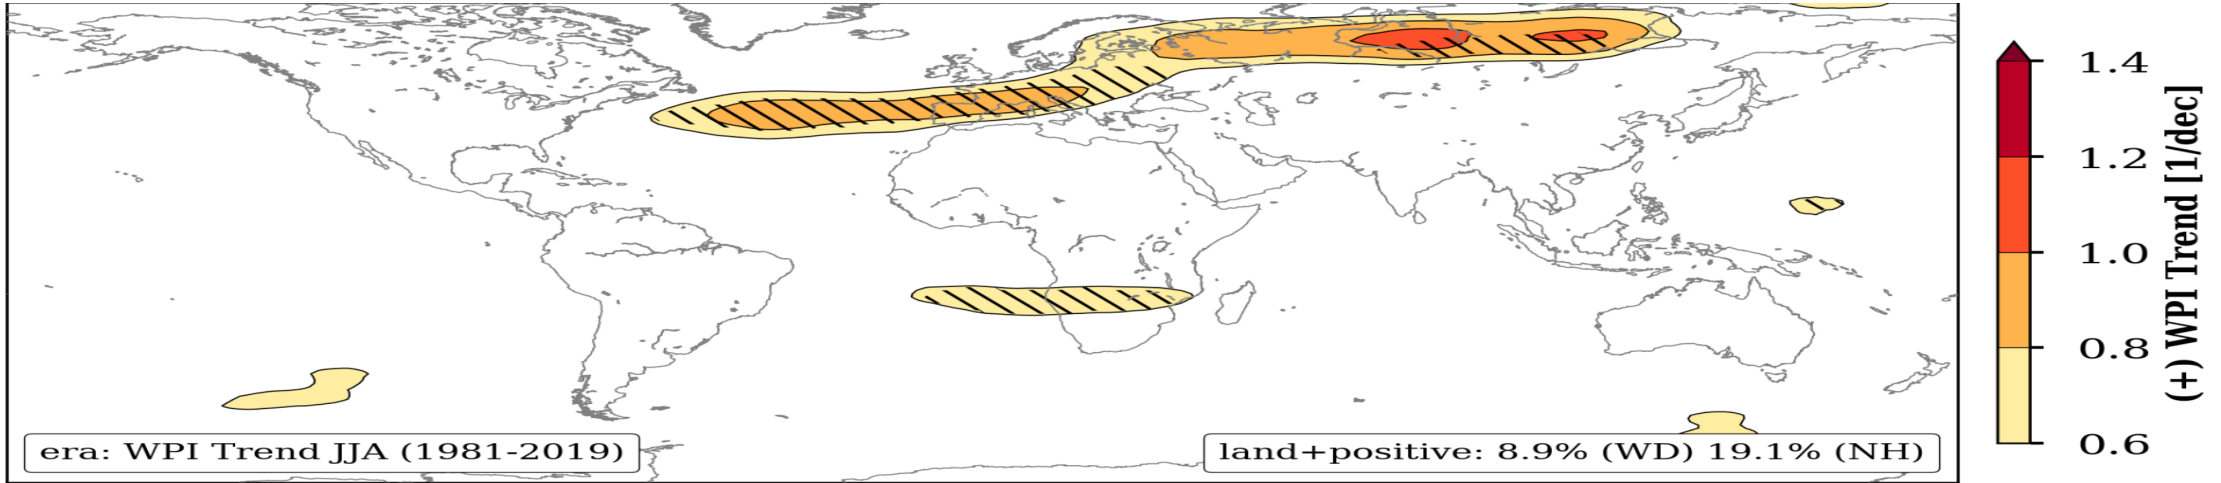 era: WPI Trend JJA (1981-2019)
land+positive: 8.9% (WD) 19.1% (NH)
1.4
1.2
1.0
0.8
0.6
(+) WPI Trend [1/dec]